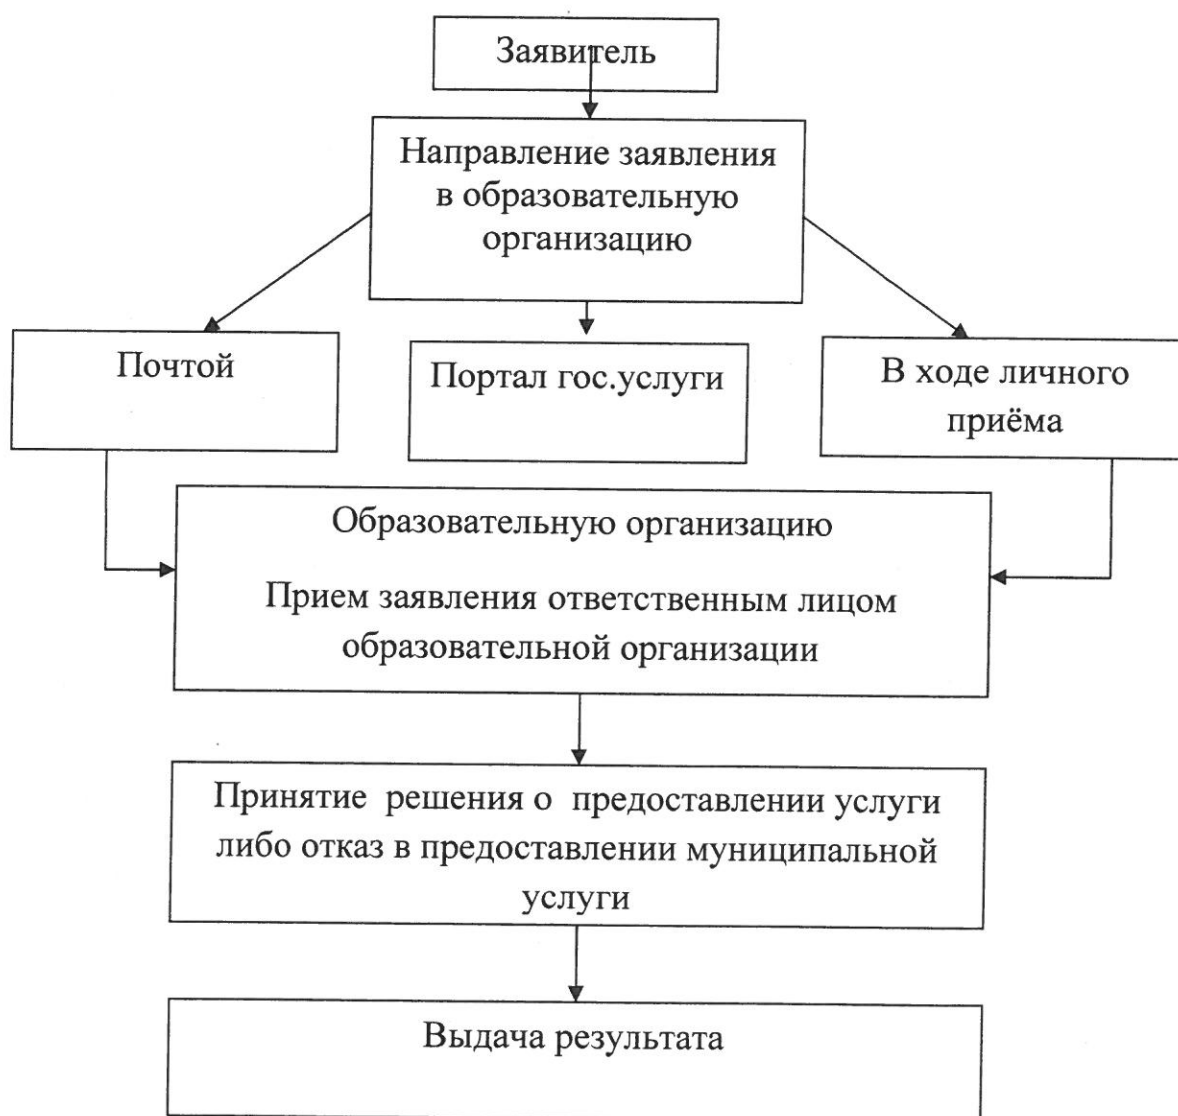 Заявитель
Направление заявления
в образовательную
организацию
Почтой
Портал гос.услуги
В ходе личного
приёма
Образовательную организацию
Прием заявления ответственным лицом
образовательной организации
Принятие решения о предоставлении услуги
либо отказ в предоставлении муниципальной
услуги
Выдача результата